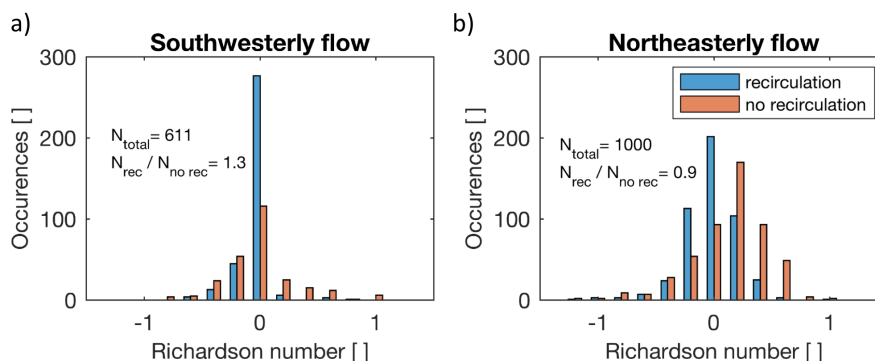 a)
Southwesterly flow
300
200
100
0
Occurences [ ]
N_total= 611
N_rec / N_no rec= 1.3
-1 0 1
Richardson number [ ]
b)
Northeasterly flow
300
200
100
0
Occurences [ ]
recirculation
no recirculation
N_total= 1000
N_rec / N_no rec= 0.9
-1 0 1
Richardson number [ ]